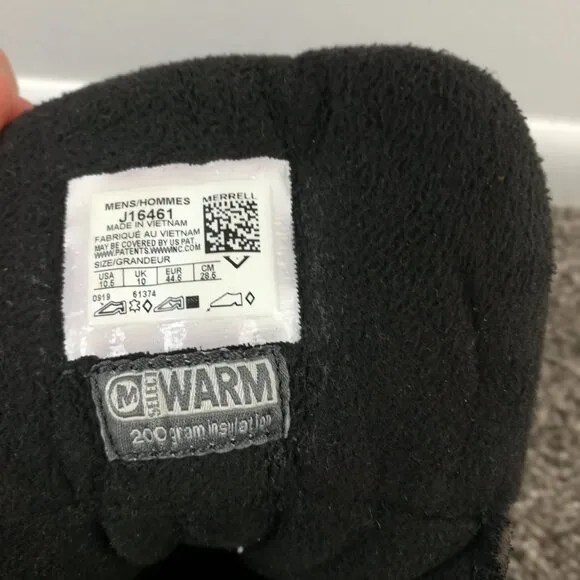 MENS/HOMMES
J16461
MADE IN VIETNAM
FABRIQUÉ AU VIETNAM
MAY BE COVERED BY US PAT.
WWW.PATENTS.WWWINC.COM
SIZE/GRANDEUR
USA UK EUR CM
10.5 10 44.5 28.5
0919 61374
MERRELL
M SELECT WARM
200 gram insulation